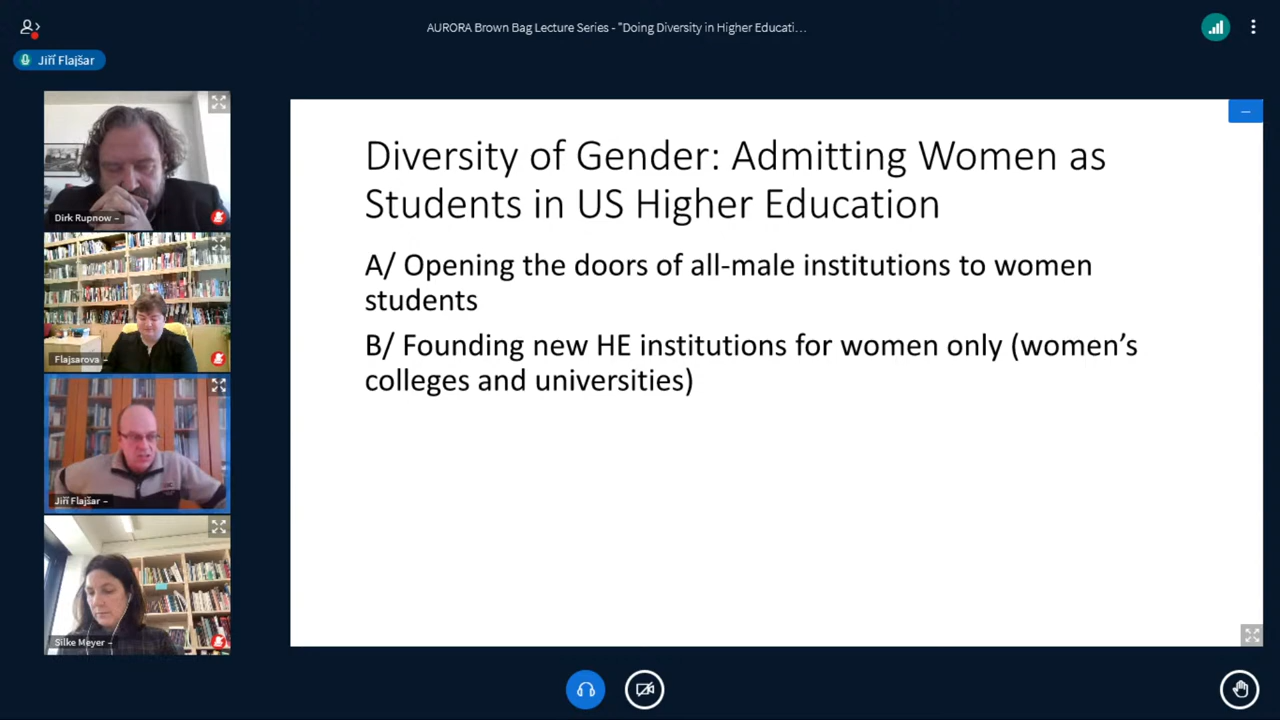 AURORA Brown Bag Lecture Series - "Doing Diversity in Higher Educati…
Jiří Flajšar
Dirk Rupnow –
Flajsarova –
Jiří Flajšar –
Silke Meyer –
Diversity of Gender: Admitting Women as
Students in US Higher Education
A/ Opening the doors of all-male institutions to women
students
B/ Founding new HE institutions for women only (women’s
colleges and universities)